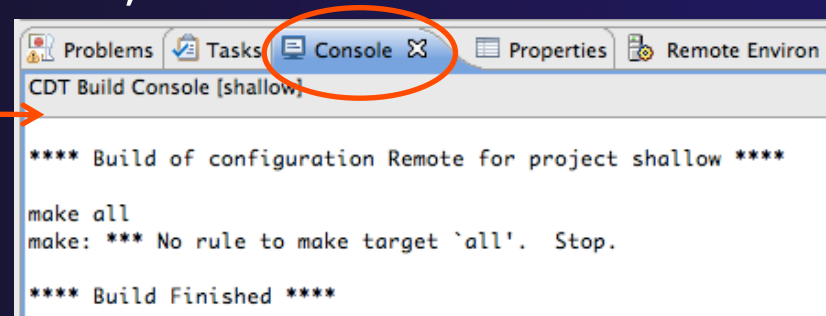 Problems Tasks Console Properties Remote Environ
CDT Build Console [shallow]
**** Build of configuration Remote for project shallow ****
make all
make: *** No rule to make target `all'.  Stop.
**** Build Finished ****